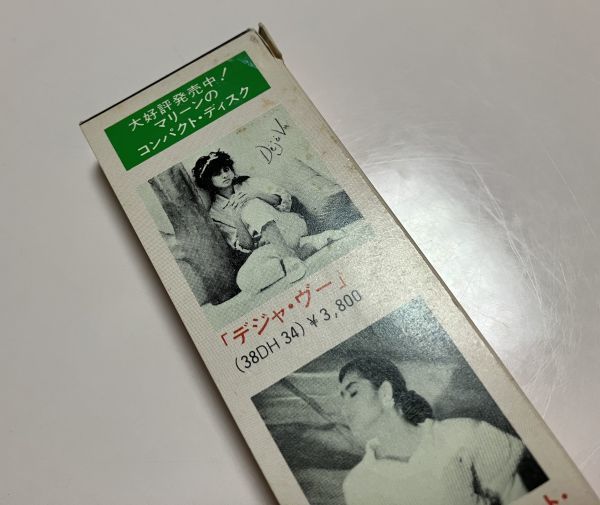 大好評発売中!
マリーンの
コンパクト・ディスク
Déjà Vu
「デジャ・ヴー」
(38DH 34) ¥3,800